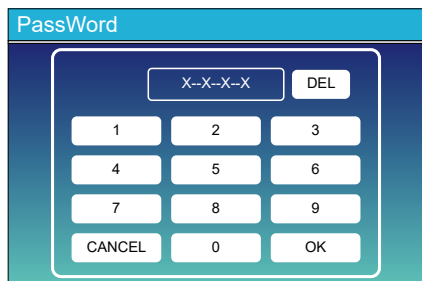 PassWord
X--X--X--X DEL
1 2 3
4 5 6
7 8 9
CANCEL 0 OK